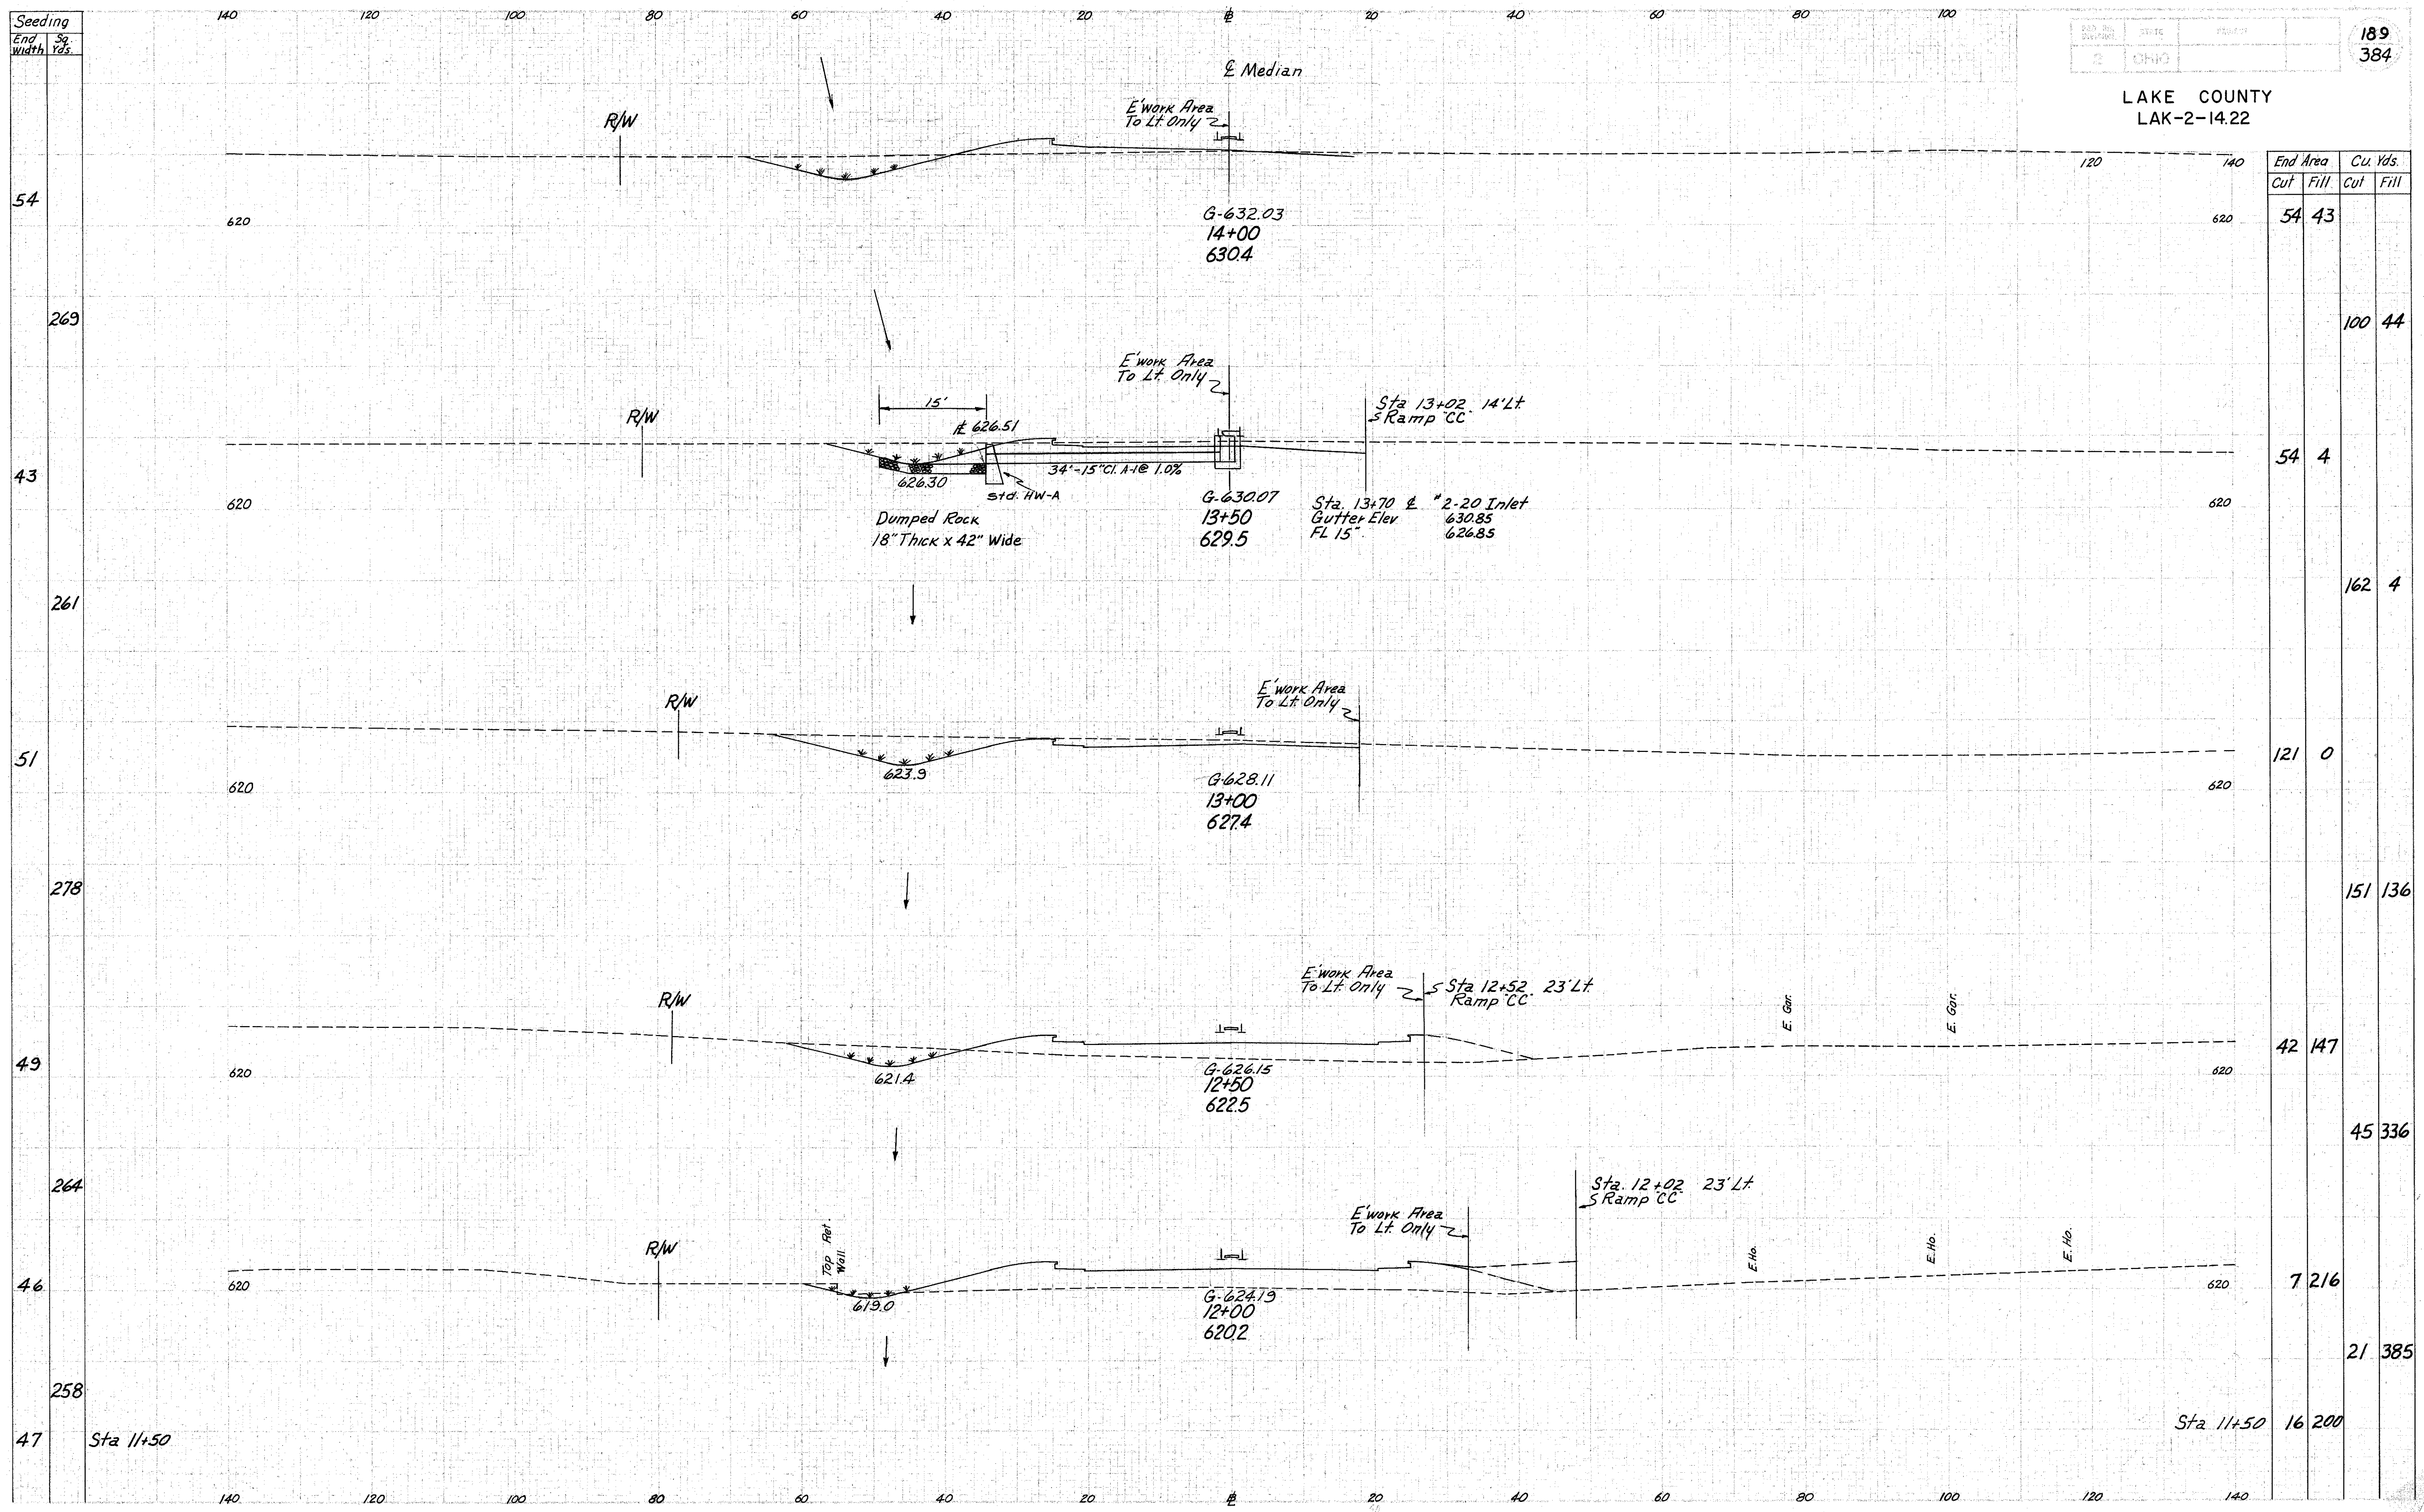 Seeding
End width Sq. Yds.
140 120 100 80 60 40 20 ℄ 20 40 60 80 100
OHIO
189
384
LAKE COUNTY
LAK-2-14.22
℄ Median
E'work Area
To Lt. Only
R/W
120 140
End Area Cu. Yds.
Cut Fill Cut Fill
54
620
G-632.03
14+00
630.4
620
54 43
269
100 44
E'work Area
To Lt. Only
15'
R/W
℄ 626.51
Sta 13+02 14' Lt.
Ramp "CC"
43
34'-15" Cl. A-1 @ 1.0%
626.30
Std. HW-A
54 4
620
G-630.07
13+50
629.5
Dumped Rock
18" Thick x 42" Wide
Sta. 13+70 ℄ #2-20 Inlet
Gutter Elev 630.85
FL 15" 626.85
620
261
162 4
E'work Area
To Lt. Only
R/W
51
623.9
121 0
620
G-628.11
13+00
627.4
620
278
151 136
E'work Area
To Lt. Only
Sta 12+52 23' Lt.
Ramp "CC"
R/W
E. Gar.
E. Gar.
49
621.4
42 147
620
G-626.15
12+50
622.5
620
45 336
264
Sta. 12+02 23' Lt.
Ramp "CC"
E'work Area
To Lt. Only
R/W
Top Ret.
Wall
E.Ho.
E.Ho.
E.Ho.
46
620
619.0
G-624.19
12+00
620.2
620
7 216
21 385
258
47 Sta 11+50
Sta 11+50 16 200
140 120 100 80 60 40 20 ℄ 20 40 60 80 100 120 140